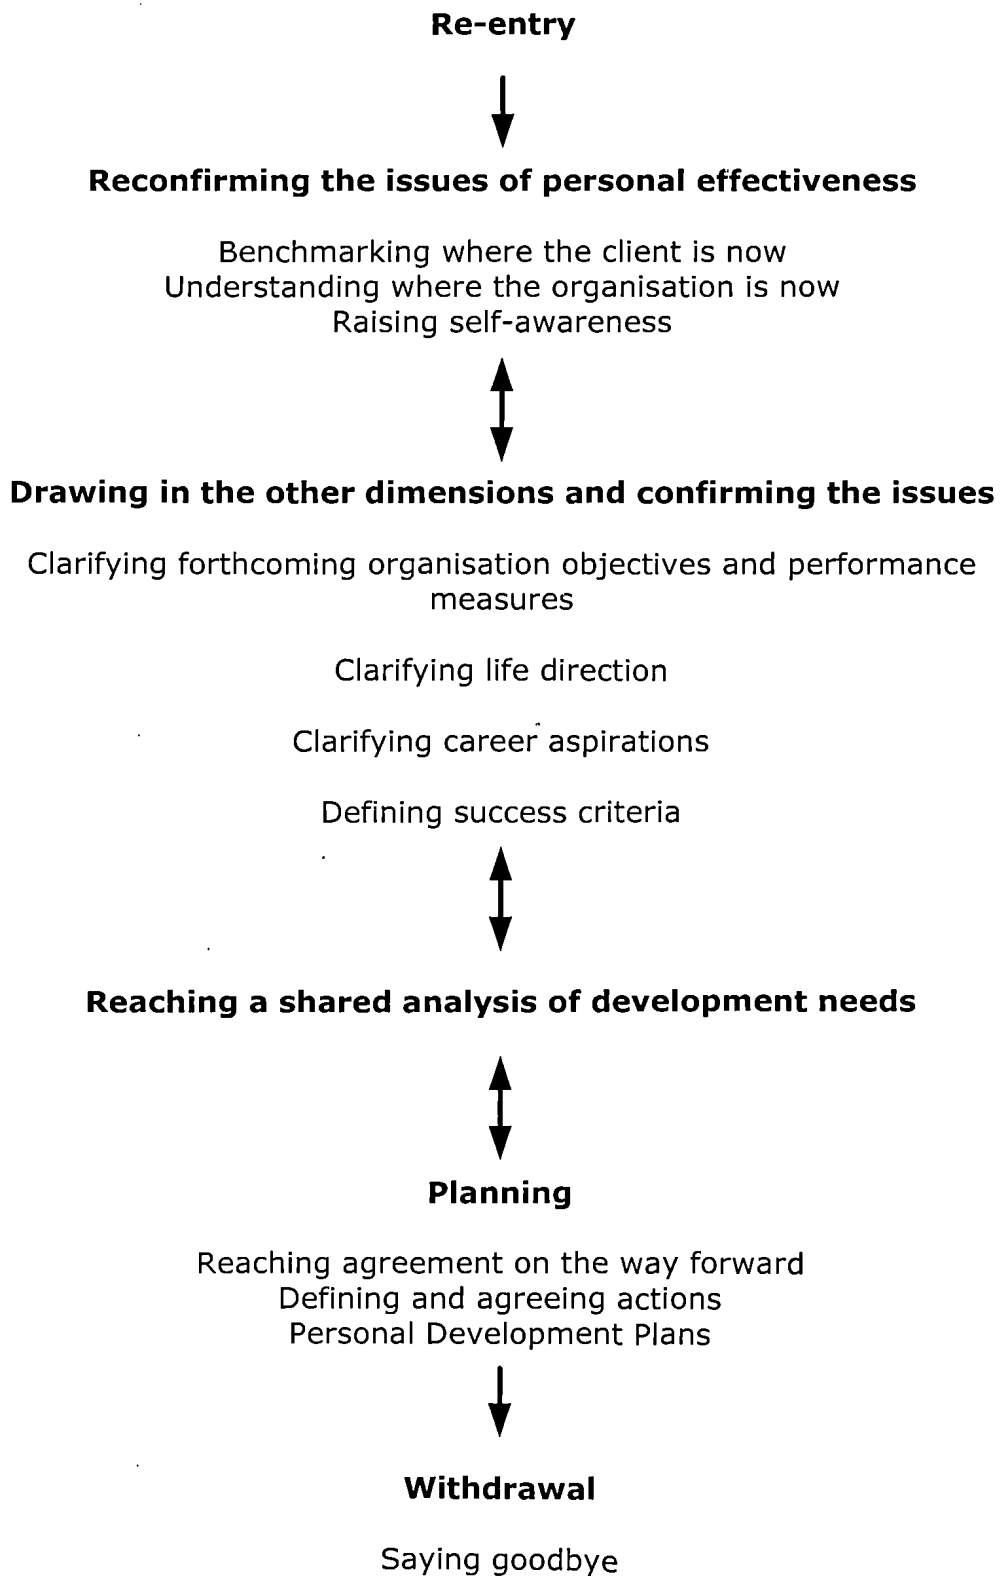 Re-entry
Reconfirming the issues of personal effectiveness
Benchmarking where the client is now
Understanding where the organisation is now
Raising self-awareness
Drawing in the other dimensions and confirming the issues
Clarifying forthcoming organisation objectives and performance
measures
Clarifying life direction
Clarifying career aspirations
Defining success criteria
Reaching a shared analysis of development needs
Planning
Reaching agreement on the way forward
Defining and agreeing actions
Personal Development Plans
Withdrawal
Saying goodbye